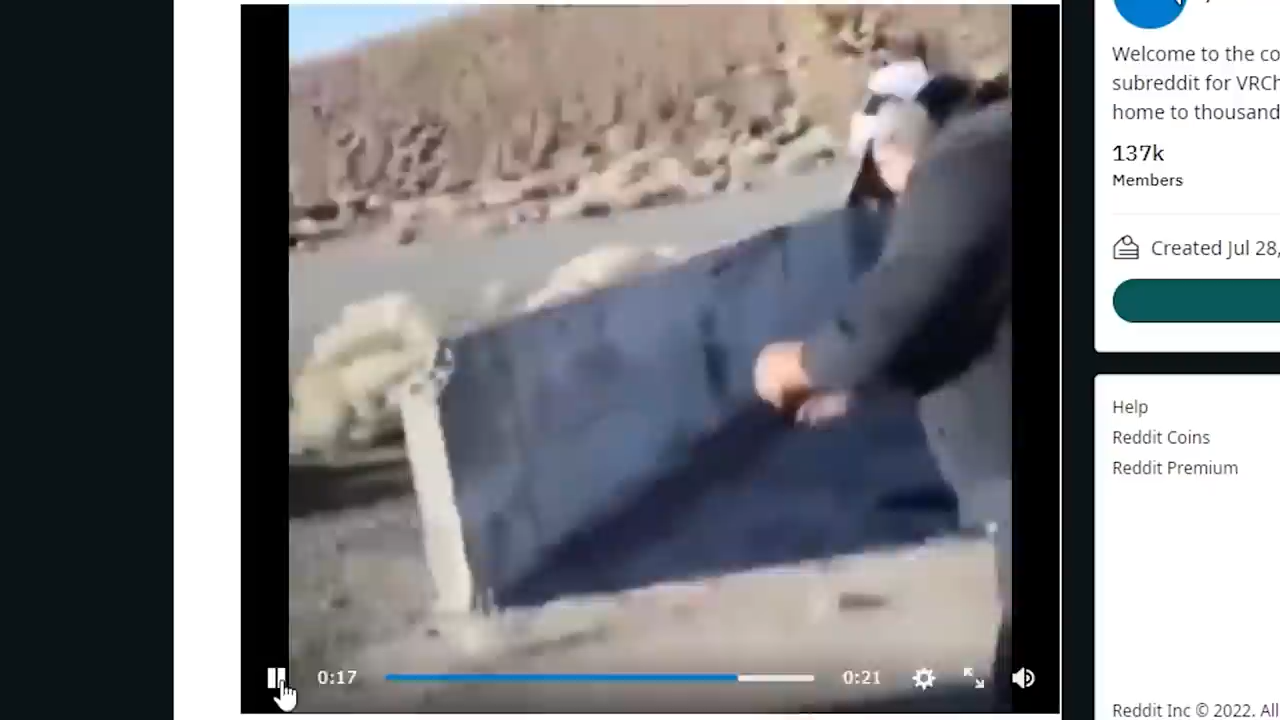 Welcome to the co
subreddit for VRCh
home to thousand
137k
Members
Created Jul 28,
Help
Reddit Coins
Reddit Premium
0:17
0:21
Reddit Inc © 2022. All